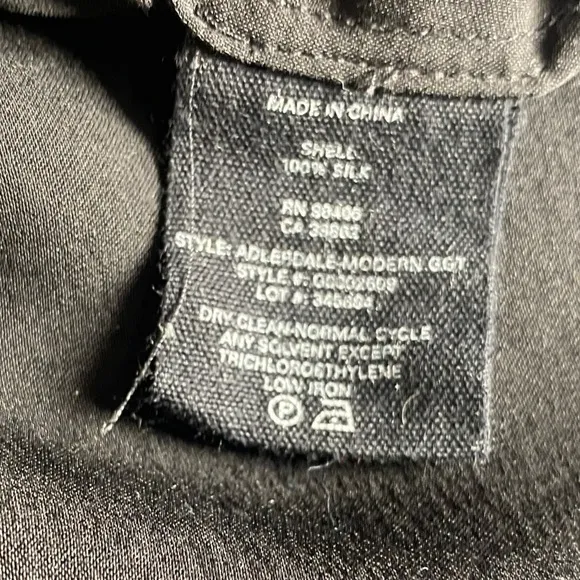 MADE IN CHINA
SHELL
100% SILK
RN
CA
STYLE: ADLERDALE-MODERN GGT
STYLE #:
LOT #:
DRY CLEAN-NORMAL CYCLE
ANY SOLVENT EXCEPT
TRICHLOROETHYLENE
LOW IRON
P